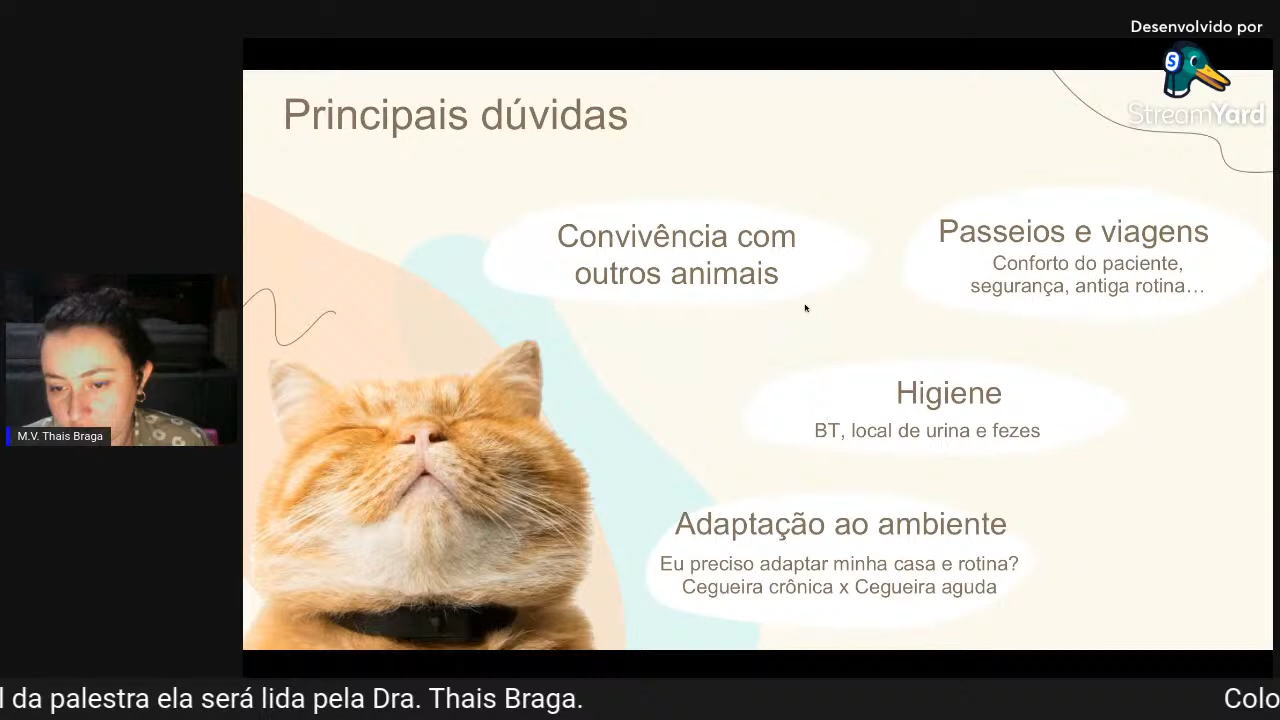 Desenvolvido por
S
StreamYard
Principais dúvidas
Convivência com
outros animais
Passeios e viagens
Conforto do paciente,
segurança, antiga rotina…
Higiene
BT, local de urina e fezes
Adaptação ao ambiente
Eu preciso adaptar minha casa e rotina?
Cegueira crônica x Cegueira aguda
M.V. Thais Braga
l da palestra ela será lida pela Dra. Thais Braga.
Colo